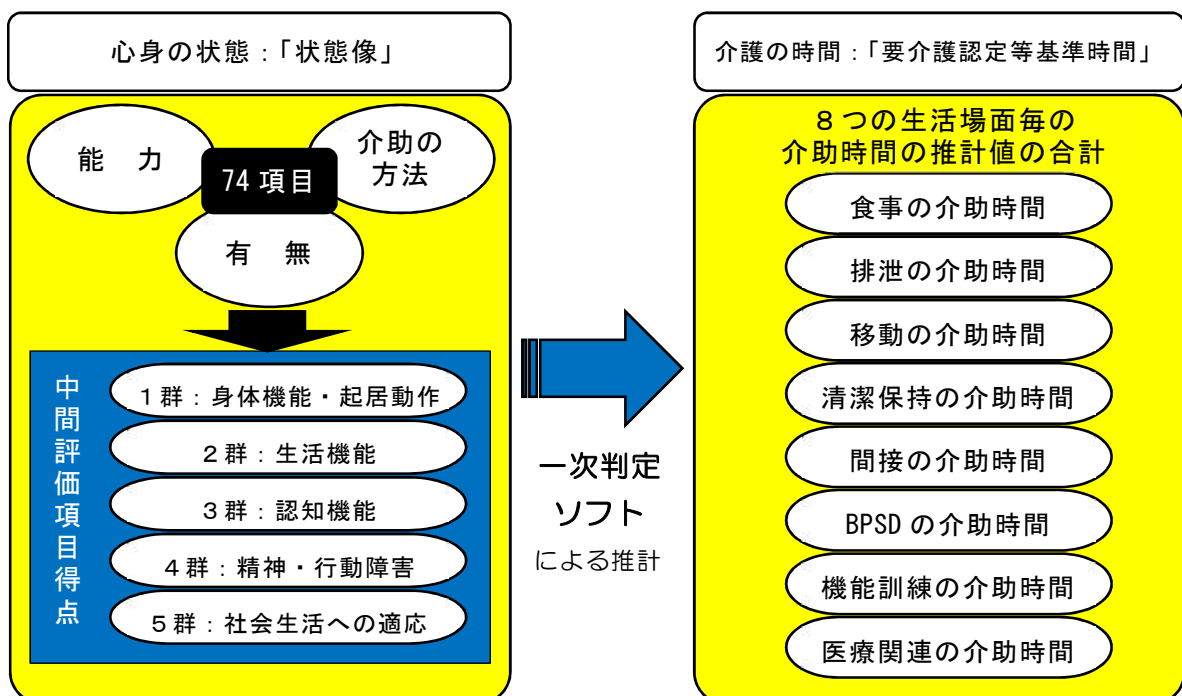 心身の状態：「状態像」
能　力
介助の
方法
74 項目
有　無
中間評価項目得点
1群：身体機能・起居動作
2群：生活機能
3群：認知機能
4群：精神・行動障害
5群：社会生活への適応
一次判定
ソフト
による推計
介護の時間：「要介護認定等基準時間」
8つの生活場面毎の
介助時間の推計値の合計
食事の介助時間
排泄の介助時間
移動の介助時間
清潔保持の介助時間
間接の介助時間
BPSD の介助時間
機能訓練の介助時間
医療関連の介助時間